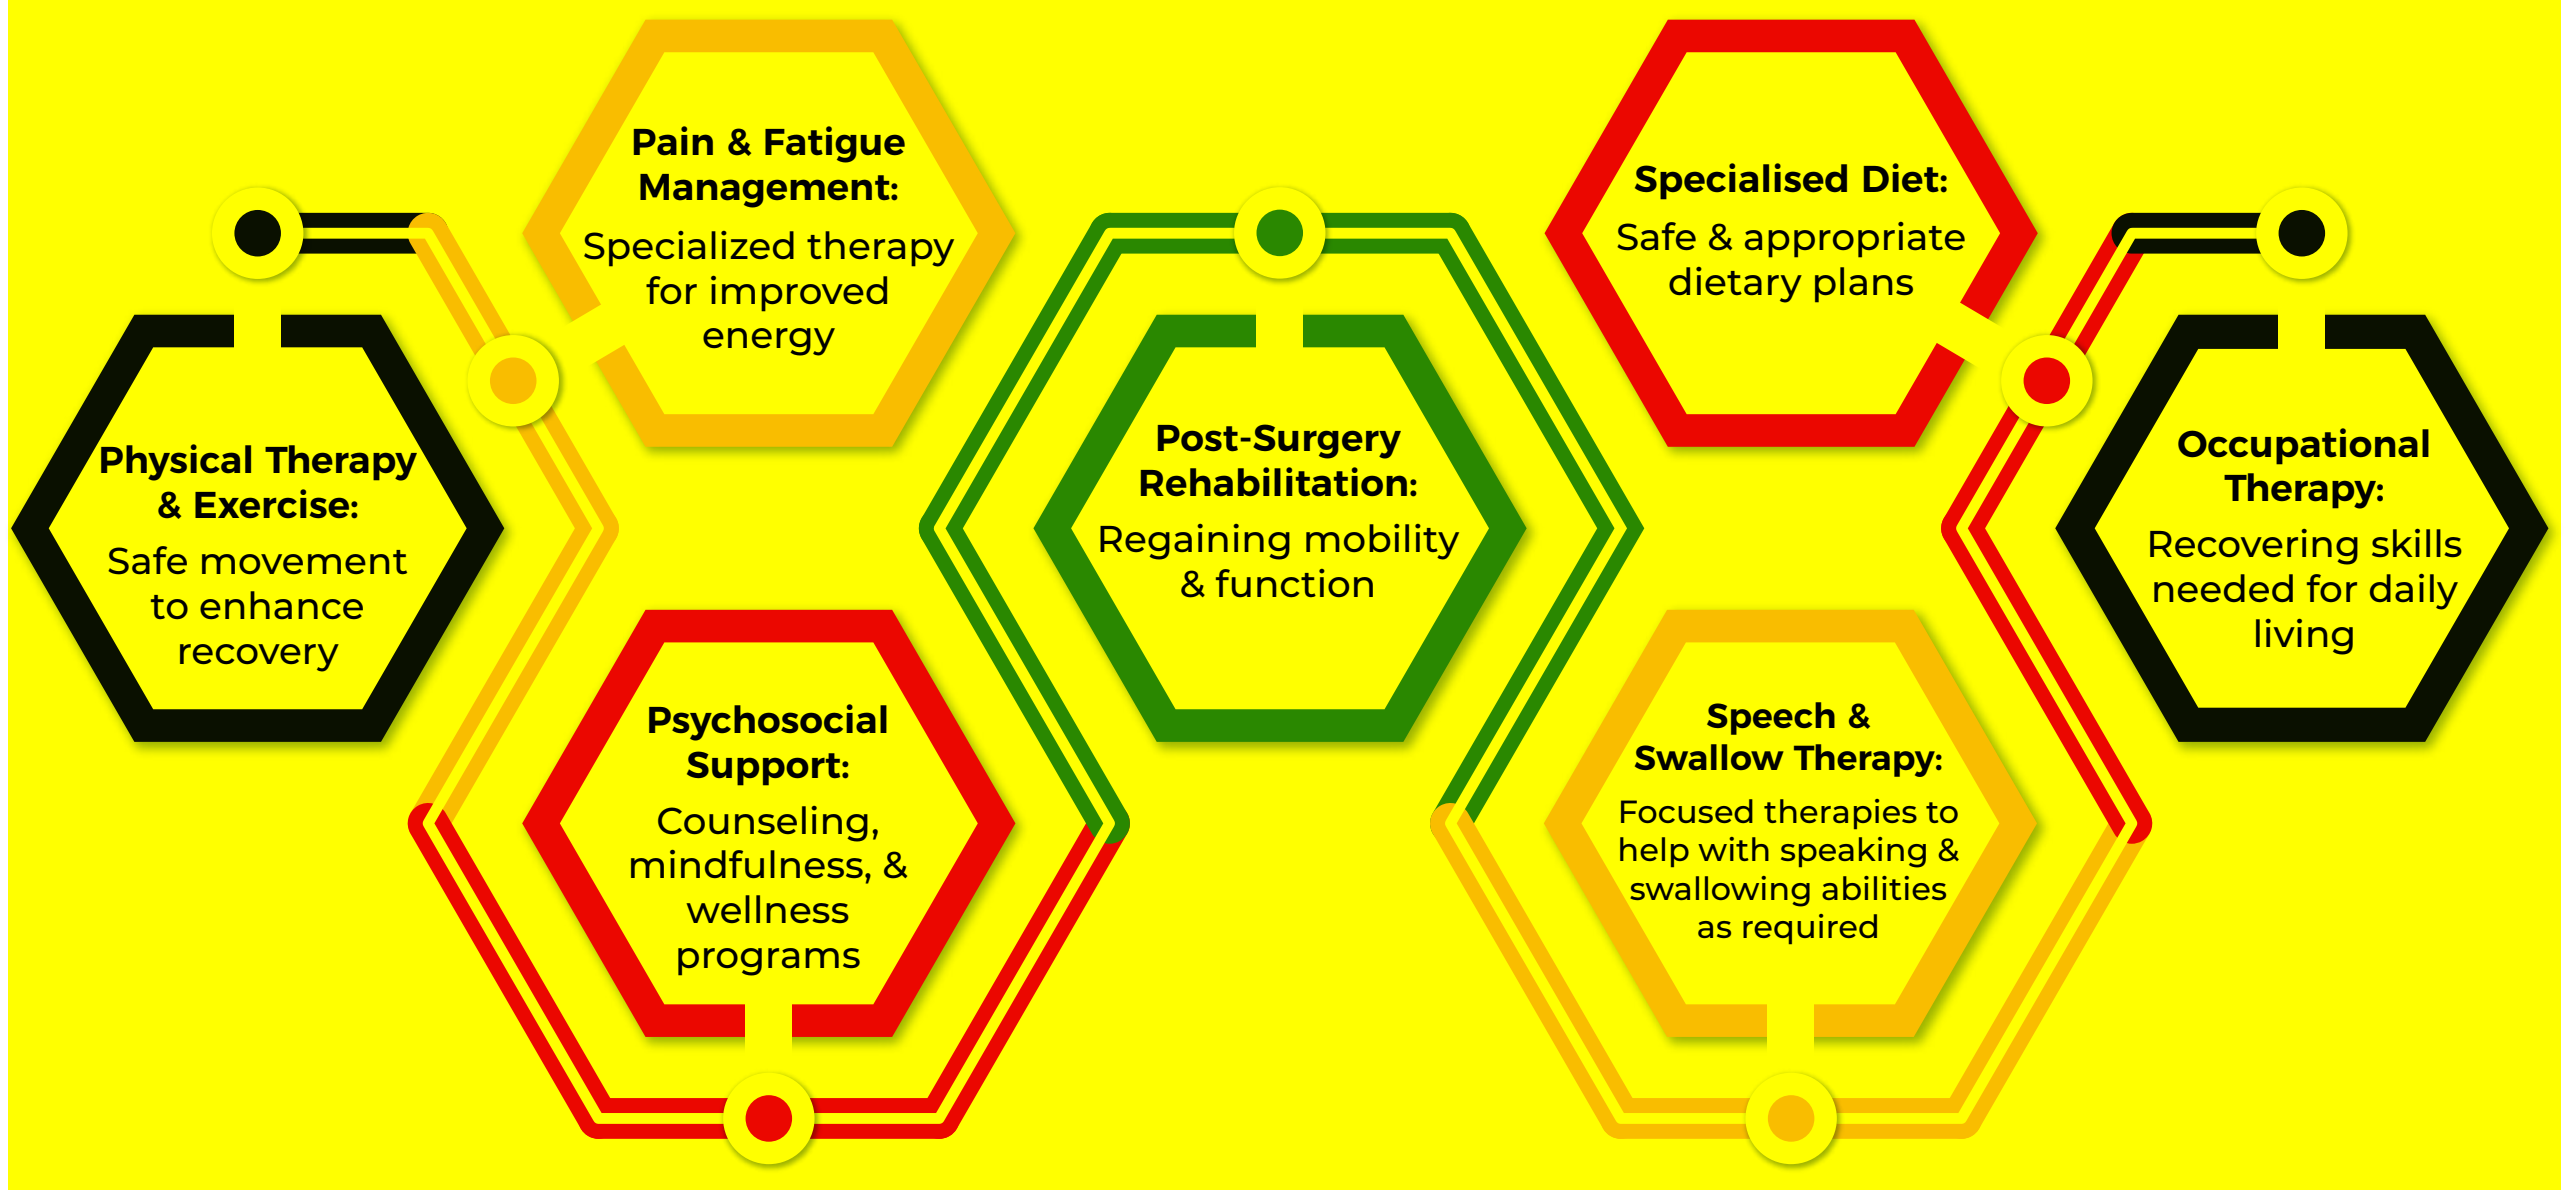 Physical Therapy
& Exercise:
Safe movement
to enhance
recovery
Pain & Fatigue
Management:
Specialized therapy
for improved
energy
Psychosocial
Support:
Counseling,
mindfulness, &
wellness
programs
Post-Surgery
Rehabilitation:
Regaining mobility
& function
Specialised Diet:
Safe & appropriate
dietary plans
Speech &
Swallow Therapy:
Focused therapies to
help with speaking &
swallowing abilities
as required
Occupational
Therapy:
Recovering skills
needed for daily
living